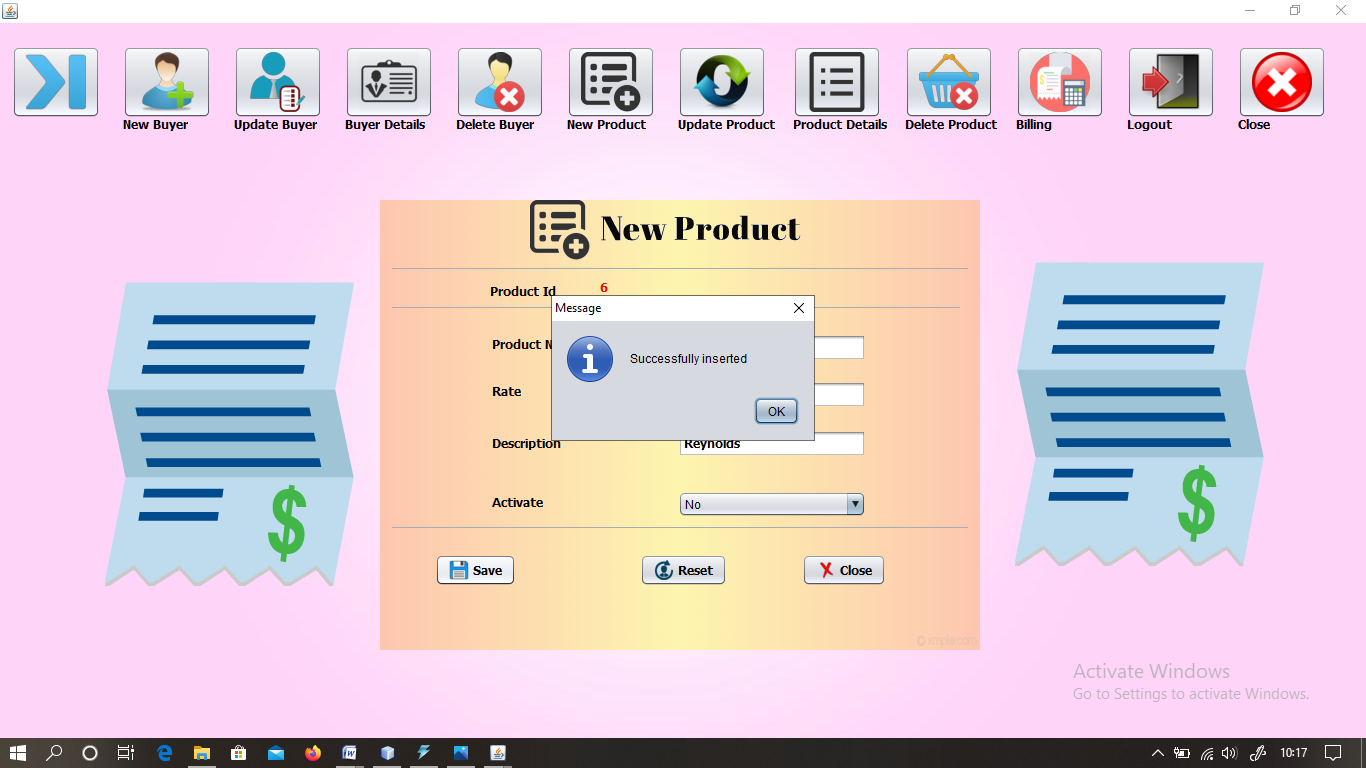 New Buyer
Update Buyer
Buyer Details
Delete Buyer
New Product
Update Product
Product Details
Delete Product
Billing
Logout
Close
New Product
Product Id 6
Message
Product
Successfully inserted
Rate
OK
Description Reynolds
Activate No
Save Reset Close
Activate Windows
Go to Settings to activate Windows.
10:17